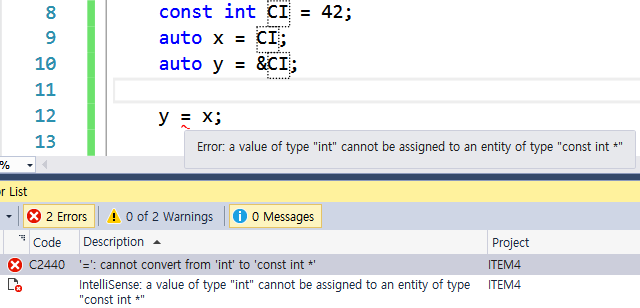 8 const int CI = 42;
9 auto x = CI;
10 auto y = &CI;
11
12 y = x;
13
Error: a value of type "int" cannot be assigned to an entity of type "const int *"
%
r List
2 Errors 0 of 2 Warnings 0 Messages
Code Description Project
C2440 '=': cannot convert from 'int' to 'const int *' ITEM4
IntelliSense: a value of type "int" cannot be assigned to an entity of type ITEM4
"const int *"